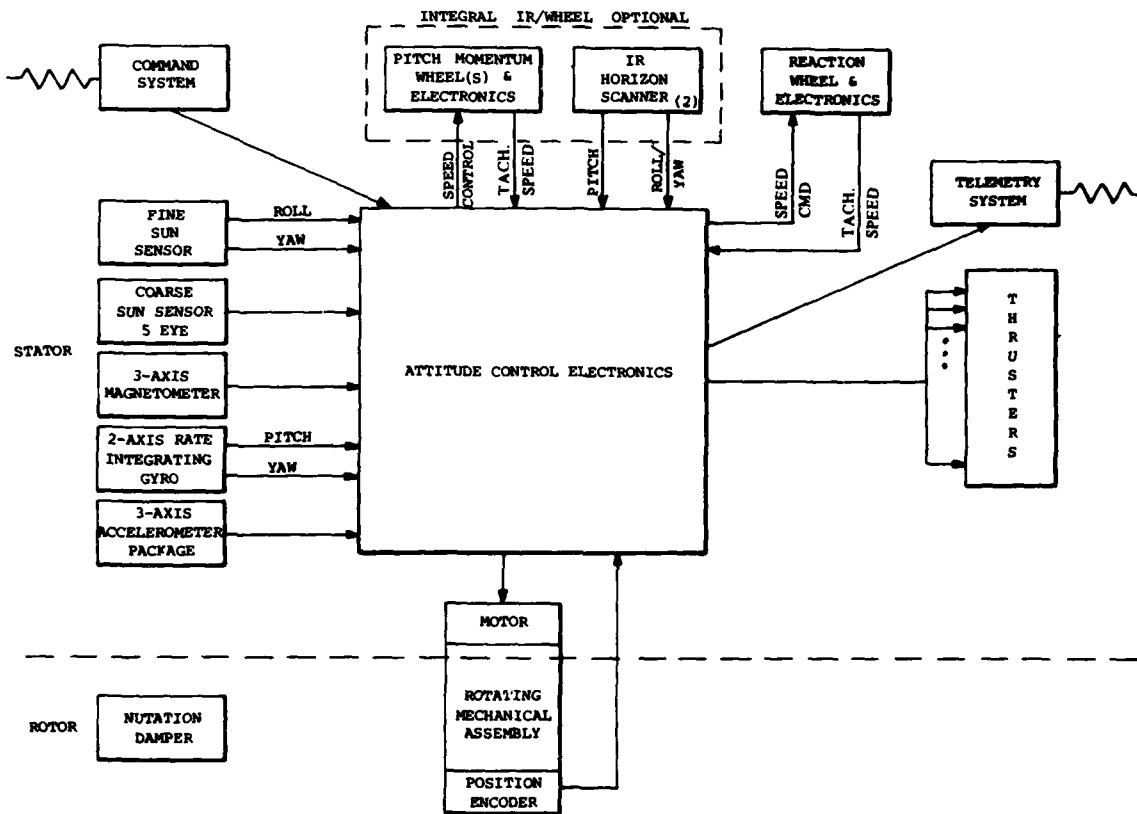 INTEGRAL IR/WHEEL OPTIONAL
COMMAND
SYSTEM
PITCH MOMENTUM
WHEEL(S) &
ELECTRONICS
IR
HORIZON
SCANNER (2)
REACTION
WHEEL &
ELECTRONICS
SPEED
CONTROL
TACH.
SPEED
PITCH
ROLL/
YAW
SPEED
CMD
TACH.
SPEED
TELEMETRY
SYSTEM
FINE
SUN
SENSOR
ROLL
YAW
COARSE
SUN SENSOR
5 EYE
STATOR
3-AXIS
MAGNETOMETER
2-AXIS RATE
INTEGRATING
GYRO
PITCH
YAW
3-AXIS
ACCELEROMETER
PACKAGE
ATTITUDE CONTROL ELECTRONICS
THRUSTERS
MOTOR
ROTOR
NUTATION
DAMPER
ROTATING
MECHANICAL
ASSEMBLY
POSITION
ENCODER